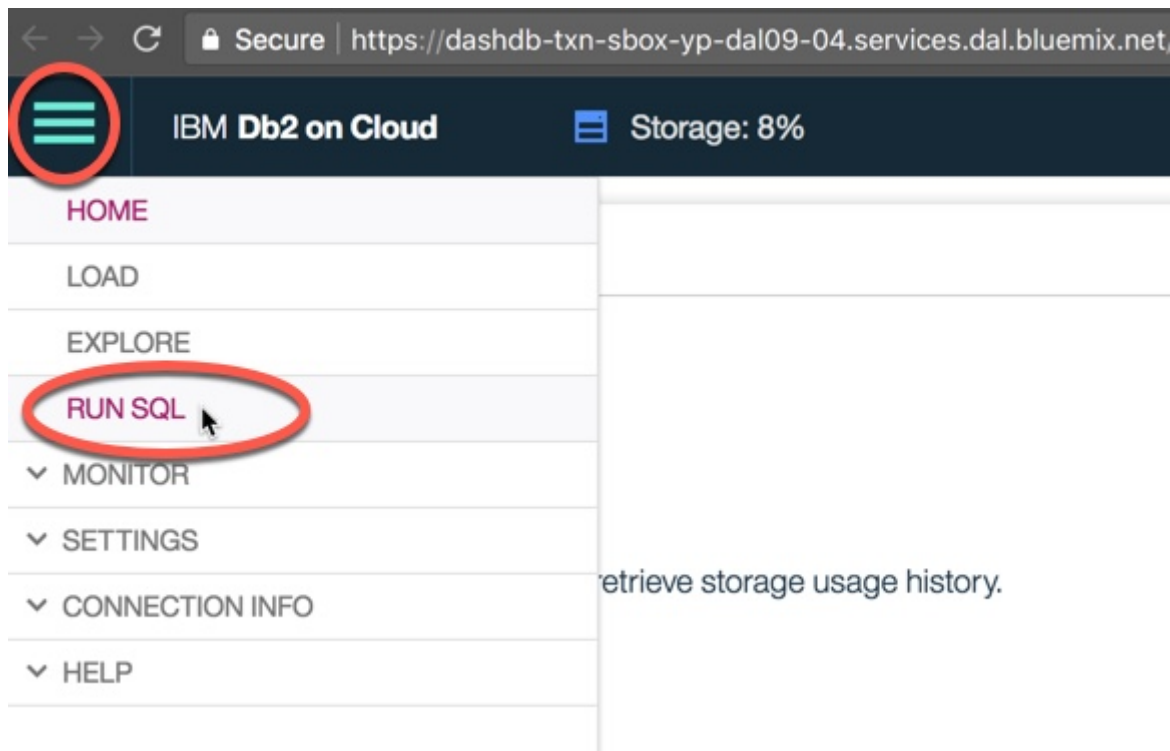 Secure | https://dashdb-txn-sbox-yp-dal09-04.services.dal.bluemix.net/
IBM Db2 on Cloud Storage: 8%
HOME
LOAD
EXPLORE
RUN SQL
MONITOR
SETTINGS
etrieve storage usage history.
CONNECTION INFO
HELP